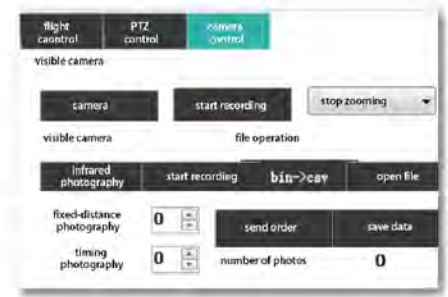 flight PTZ camera
caontrol control control
visible camera
camera start recording stop zooming
visible camera file operation
Infrared
photography start recording bin->csv open file
fixed-distance
photography 0 send order save data
timing
photography 0 number of photos 0